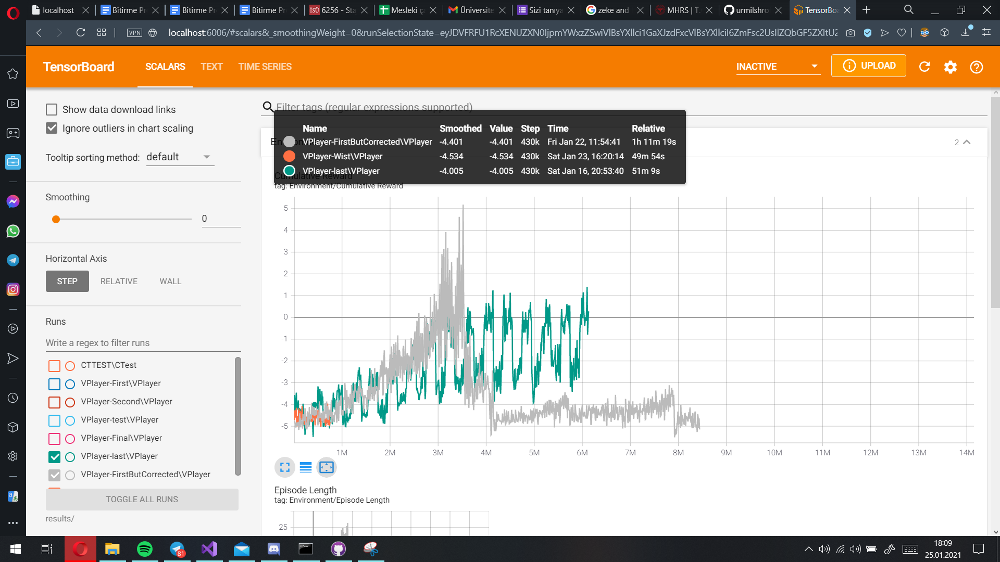 localhost
Bitirme Pr
Bitirme Pr
Bitirme Pr
İSÜ 6256 - Sta
Mesleki ça
Üniversite
Sizi tanıya
zeke and
MHRS | T.
urmilshro
TensorBoa
VPN
localhost:6006/#scalars&_smoothingWeight=0&runSelectionState=eyJDVFRFU1RcXENUZXN0IjpmYWxzZSwiVlBsYXllci1GaXJzdFxcVlBsYXllciI6ZmFsc2UsIlZQbGF5ZXItU2
TensorBoard
SCALARS
TEXT
TIME SERIES
INACTIVE
UPLOAD
Show data download links
Ignore outliers in chart scaling
Tooltip sorting method: default
Smoothing
0
Horizontal Axis
STEP
RELATIVE
WALL
Runs
Write a regex to filter runs
CTTEST\CTest
VPlayer-First\VPlayer
VPlayer-Second\VPlayer
VPlayer-test\VPlayer
VPlayer-Final\VPlayer
VPlayer-last\VPlayer
VPlayer-FirstButCorrected\VPlayer
TOGGLE ALL RUNS
results/
Filter tags (regular expressions supported)
2
Name Smoothed Value Step Time Relative
VPlayer-FirstButCorrected\VPlayer -4.401 -4.401 430k Fri Jan 22, 11:54:41 1h 11m 19s
VPlayer-Wist\VPlayer -4.534 -4.534 430k Sat Jan 23, 16:20:14 49m 54s
VPlayer-last\VPlayer -4.005 -4.005 430k Sat Jan 16, 20:53:40 51m 9s
Cumulative Reward
tag: Environment/Cumulative Reward
5
4
3
2
1
0
-1
-2
-3
-4
-5
1M 2M 3M 4M 5M 6M 7M 8M 9M 10M 11M 12M 13M 14M
Episode Length
tag: Environment/Episode Length
25
81
18:09
25.01.2021